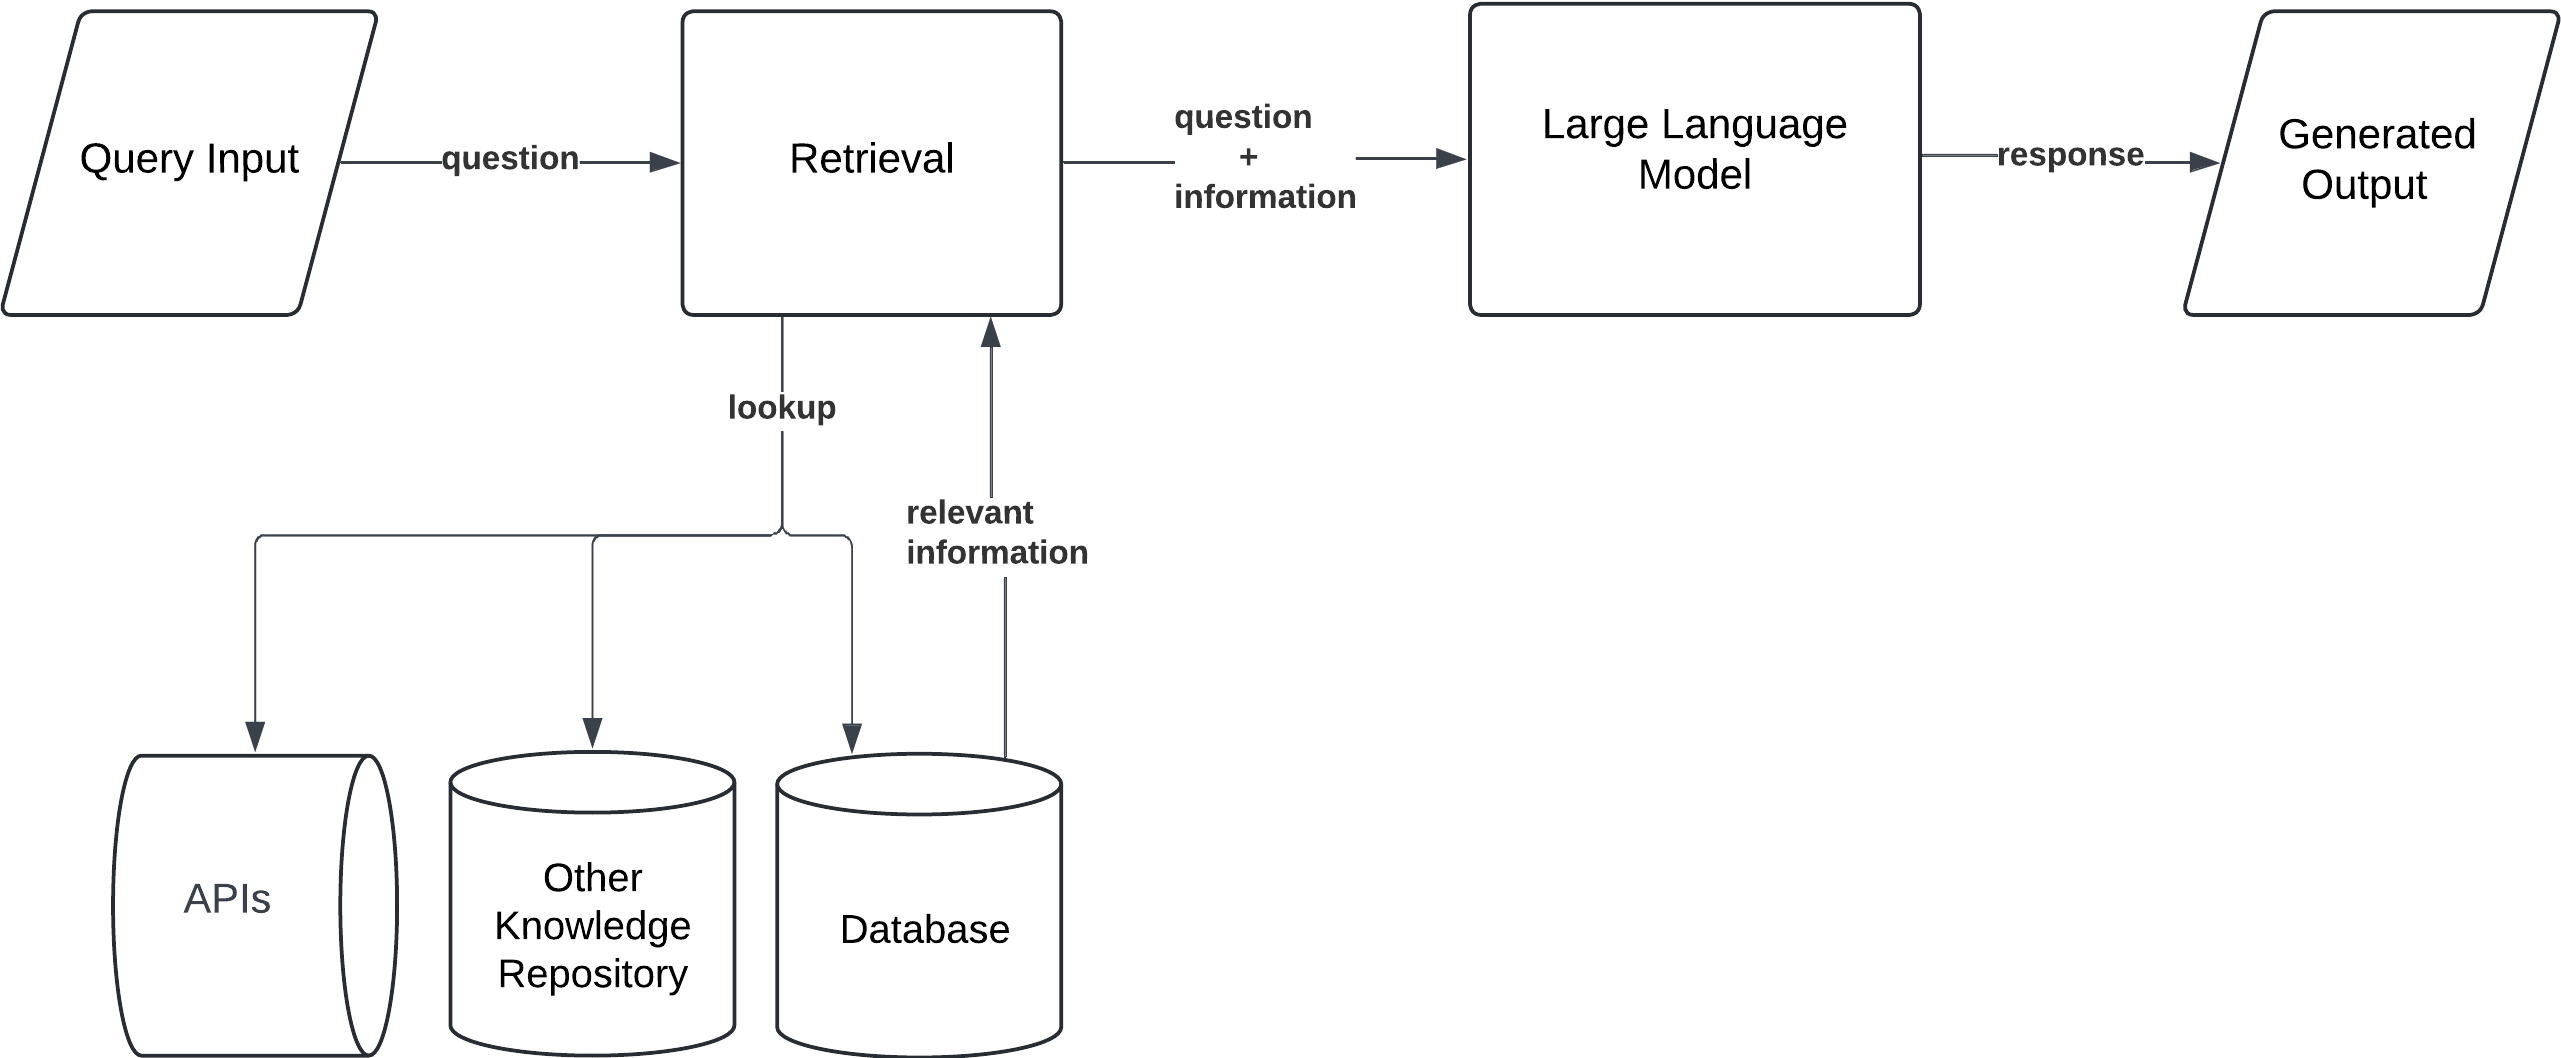 Query Input
question
Retrieval
question
+
information
Large Language
Model
response
Generated
Output
lookup
relevant
information
APIs
Other
Knowledge
Repository
Database